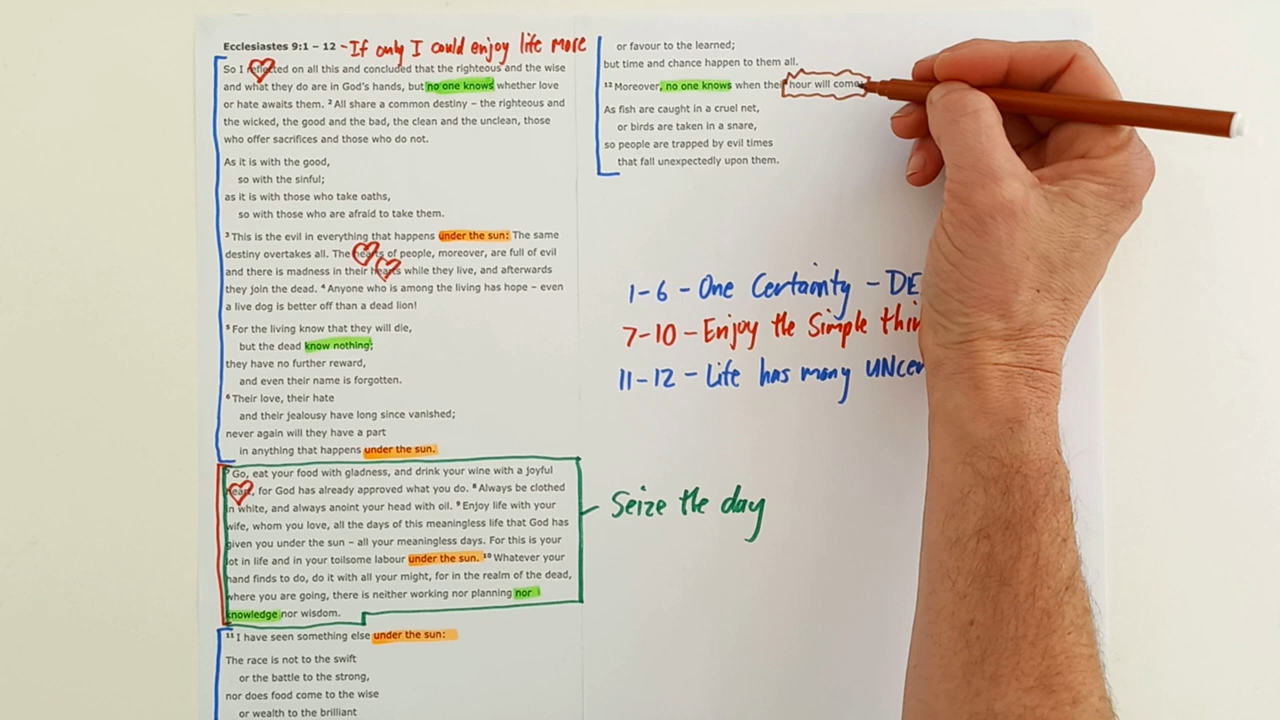 Ecclesiastes 9:1 – 12 - If only I could enjoy life more
So I reflected on all this and concluded that the righteous and the wise
and what they do are in God's hands, but no one knows whether love
or hate awaits them. ² All share a common destiny – the righteous and
the wicked, the good and the bad, the clean and the unclean, those
who offer sacrifices and those who do not.
As it is with the good,
so with the sinful;
as it is with those who take oaths,
so with those who are afraid to take them.
³ This is the evil in everything that happens under the sun: The same
destiny overtakes all. The hearts of people, moreover, are full of evil
and there is madness in their hearts while they live, and afterwards
they join the dead. ⁴ Anyone who is among the living has hope – even
a live dog is better off than a dead lion!
⁵ For the living know that they will die,
but the dead know nothing;
they have no further reward,
and even their name is forgotten.
⁶ Their love, their hate
and their jealousy have long since vanished;
never again will they have a part
in anything that happens under the sun.
⁷ Go, eat your food with gladness, and drink your wine with a joyful
heart, for God has already approved what you do. ⁸ Always be clothed
in white, and always anoint your head with oil. ⁹ Enjoy life with your
wife, whom you love, all the days of this meaningless life that God has
given you under the sun – all your meaningless days. For this is your
lot in life and in your toilsome labour under the sun. ¹⁰ Whatever your
hand finds to do, do it with all your might, for in the realm of the dead,
where you are going, there is neither working nor planning nor
knowledge nor wisdom.
¹¹ I have seen something else under the sun:
The race is not to the swift
or the battle to the strong,
nor does food come to the wise
or wealth to the brilliant
or favour to the learned;
but time and chance happen to them all.
¹² Moreover, no one knows when their hour will come
As fish are caught in a cruel net,
or birds are taken in a snare,
so people are trapped by evil times
that fall unexpectedly upon them.
1-6 - One Certainty - DE
7-10 - Enjoy the Simple thin
11-12 - Life has many UNcer
Seize the day